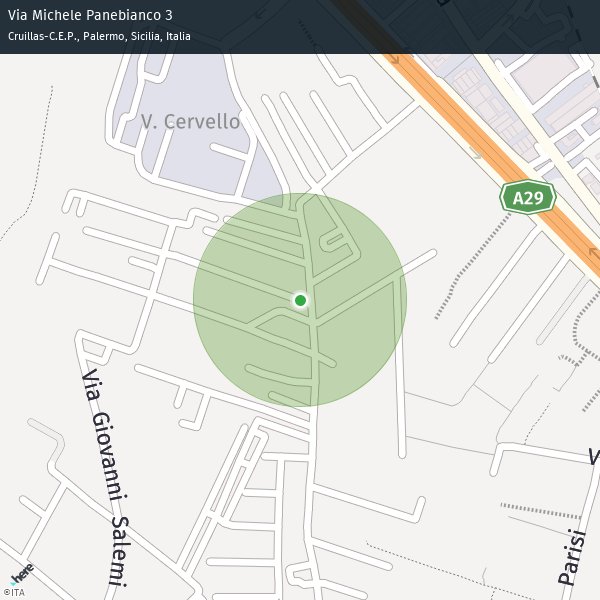 Via Michele Panebianco 3
Cruillas-C.E.P., Palermo, Sicilia, Italia
V. Cervello
A29
Via Giovanni Salemi
V
Parisi
here
©ITA